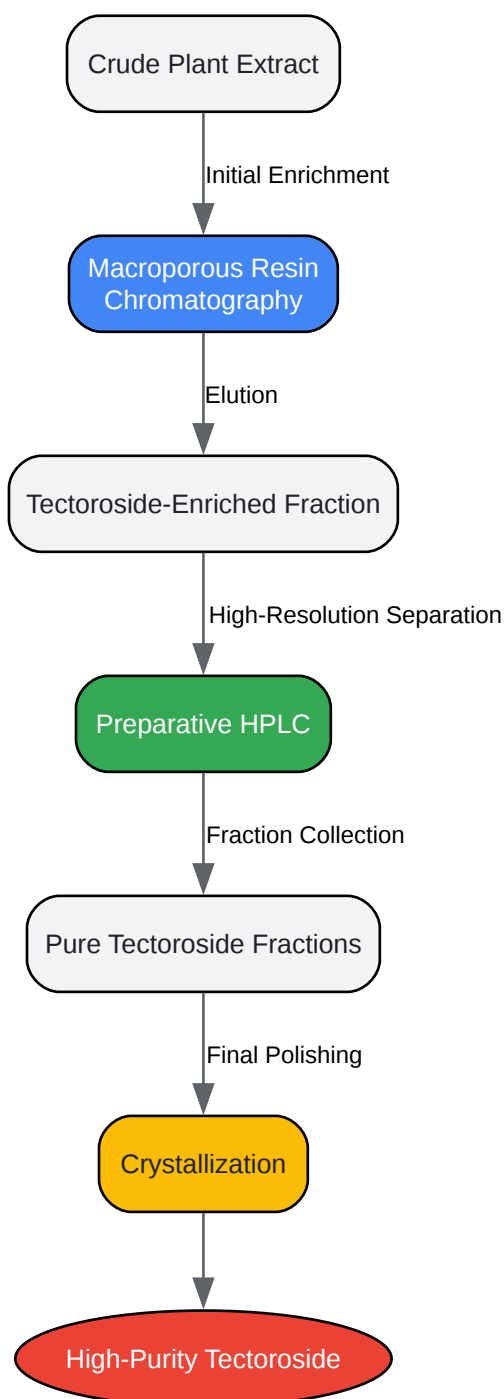 Crude Plant Extract
Initial Enrichment
Macroporous Resin
Chromatography
Elution
Tectoroside-Enriched Fraction
High-Resolution Separation
Preparative HPLC
Fraction Collection
Pure Tectoroside Fractions
Final Polishing
Crystallization
High-Purity Tectoroside